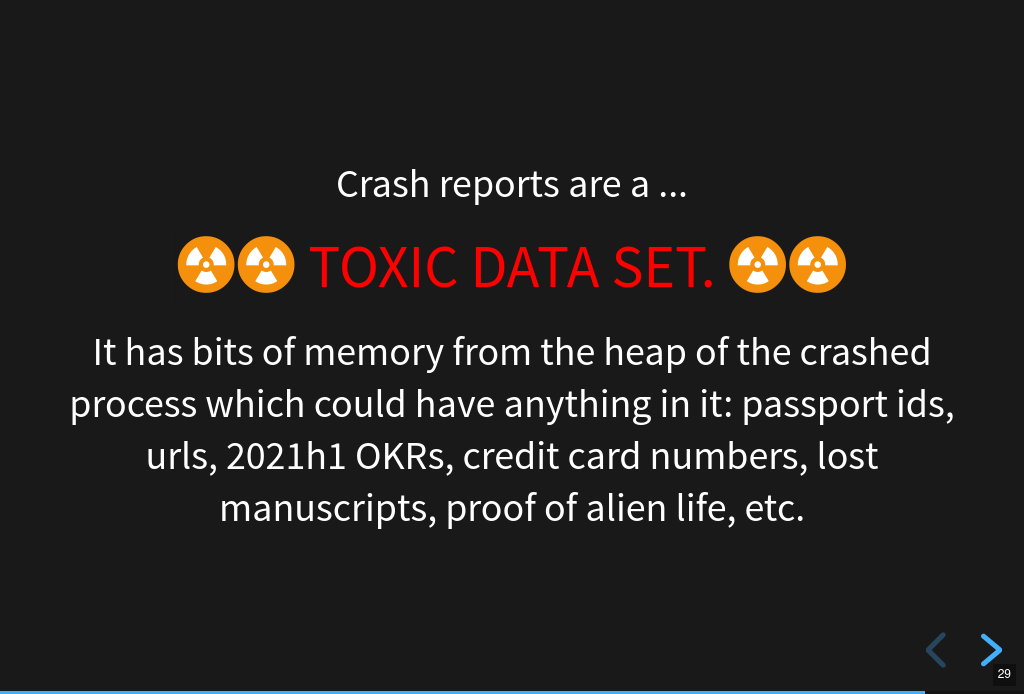 Crash reports are a ...
☢☢ TOXIC DATA SET. ☢☢
It has bits of memory from the heap of the crashed
process which could have anything in it: passport ids,
urls, 2021h1 OKRs, credit card numbers, lost
manuscripts, proof of alien life, etc.
29